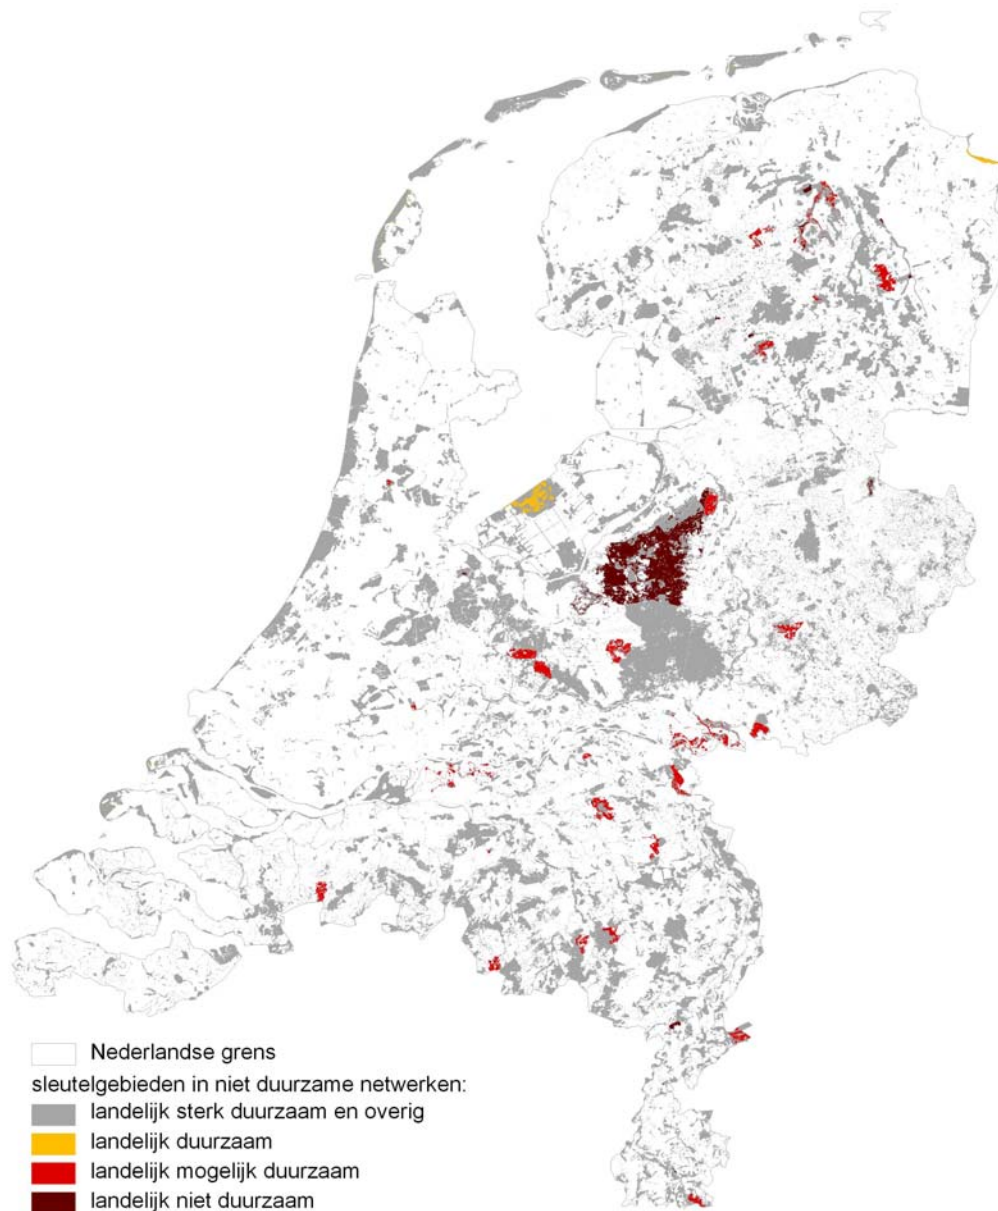 Nederlandse grens
sleutelgebieden in niet duurzame netwerken:
landelijk sterk duurzaam en overig
landelijk duurzaam
landelijk mogelijk duurzaam
landelijk niet duurzaam